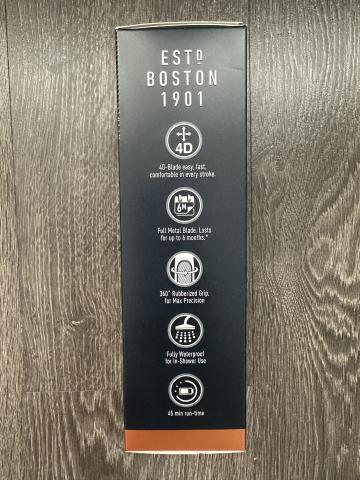 ESTD
BOSTON
1901
4D
4D-Blade easy, fast,
comfortable in every stroke.
6M
Full Metal Blade. Lasts
for up to 6 months.*
360° Rubberized Grip,
for Max Precision
Fully Waterproof
for In-Shower Use
45 min run-time